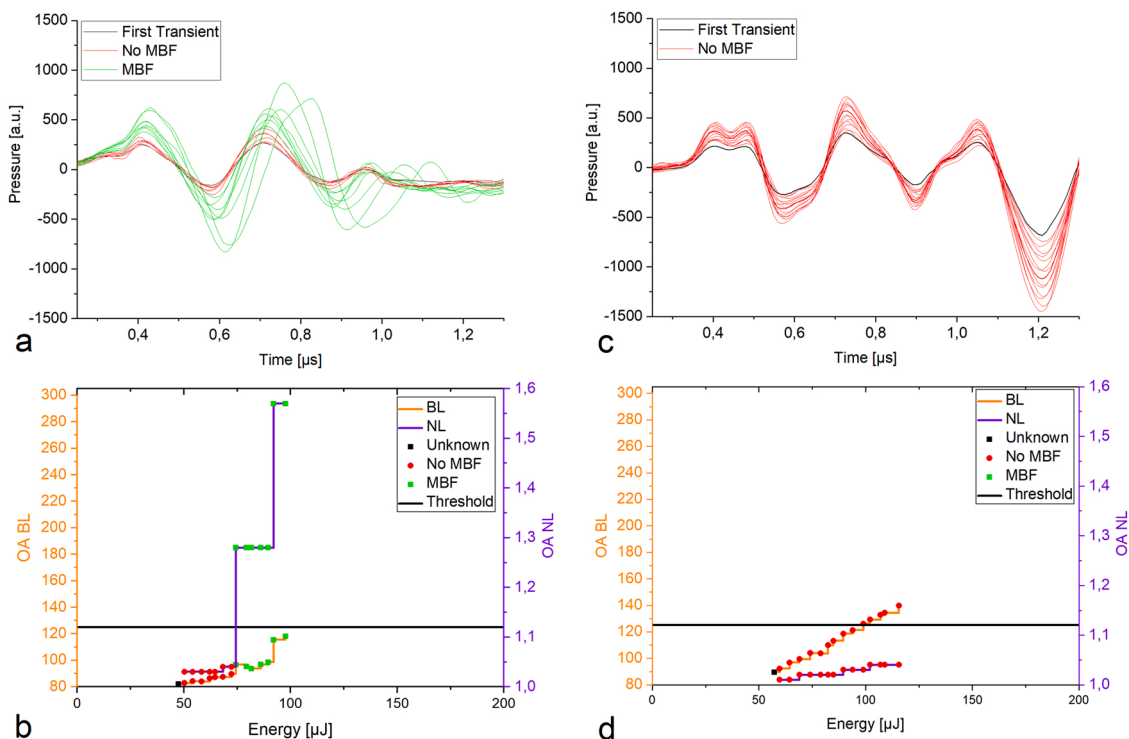 1500
1000
500
0
-500
-1000
-1500
Pressure [a.u.]
First Transient
No MBF
MBF
0,4 0,6 0,8 1,0 1,2
Time [µs]
a
1500
1000
500
0
-500
-1000
-1500
Pressure [a.u.]
First Transient
No MBF
0,4 0,6 0,8 1,0 1,2
Time [µs]
c
300
280
260
240
220
200
180
160
140
120
100
80
OA BL
BL
NL
Unknown
No MBF
MBF
Threshold
1,6
1,5
1,4
1,3
1,2
1,1
1,0
OA NL
0 50 100 150 200
Energy [µJ]
b
300
280
260
240
220
200
180
160
140
120
100
80
OA BL
BL
NL
Unknown
No MBF
MBF
Threshold
1,6
1,5
1,4
1,3
1,2
1,1
1,0
OA NL
0 50 100 150 200
Energy [µJ]
d